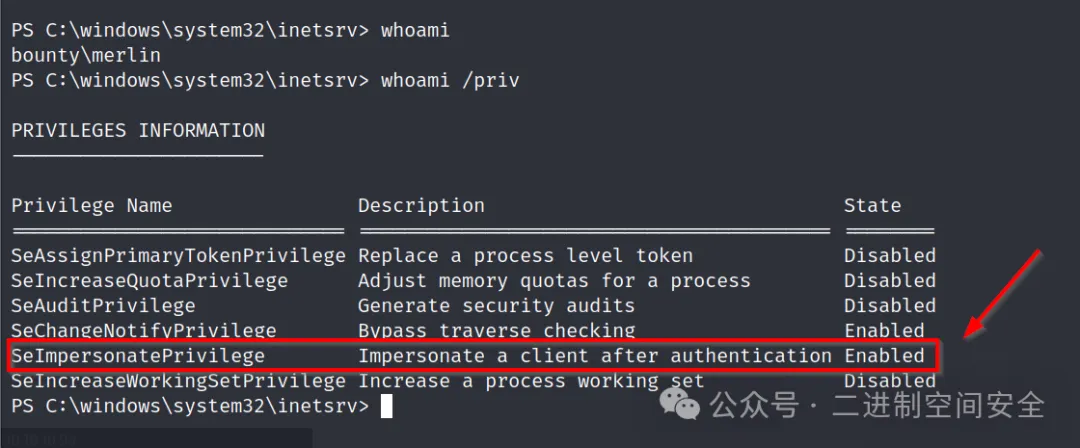 PS C:\windows\system32\inetsrv> whoami
bounty\merlin
PS C:\windows\system32\inetsrv> whoami /priv
PRIVILEGES INFORMATION
----------------------
Privilege Name Description State
============================= ========================================= ========
SeAssignPrimaryTokenPrivilege Replace a process level token Disabled
SeIncreaseQuotaPrivilege Adjust memory quotas for a process Disabled
SeAuditPrivilege Generate security audits Disabled
SeChangeNotifyPrivilege Bypass traverse checking Enabled
SeImpersonatePrivilege Impersonate a client after authentication Enabled
SeIncreaseWorkingSetPrivilege Increase a process working set Disabled
PS C:\windows\system32\inetsrv>
公众号 · 二进制空间安全